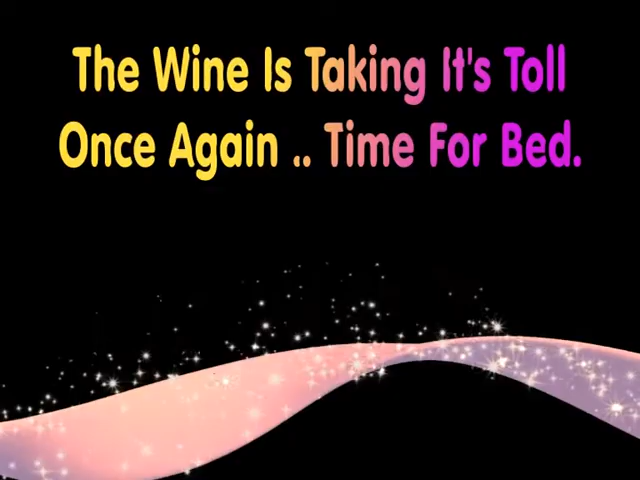 The Wine Is Taking It's Toll
Once Again .. Time For Bed.